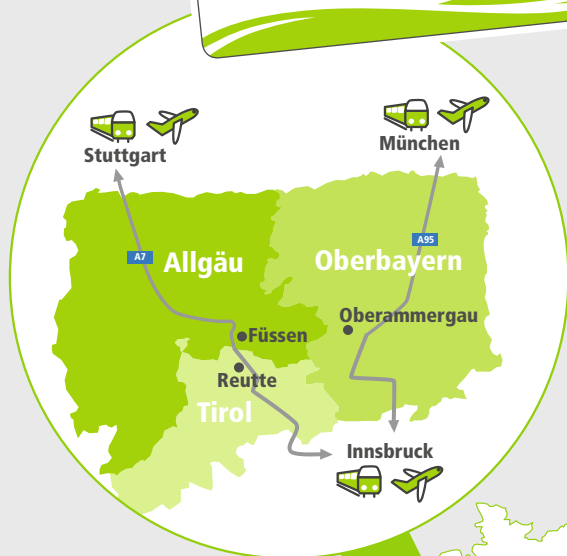 München
Stuttgart
A95
A7
Allgäu
Oberbayern
Oberammergau
Füssen
Reutte
Tirol
Innsbruck